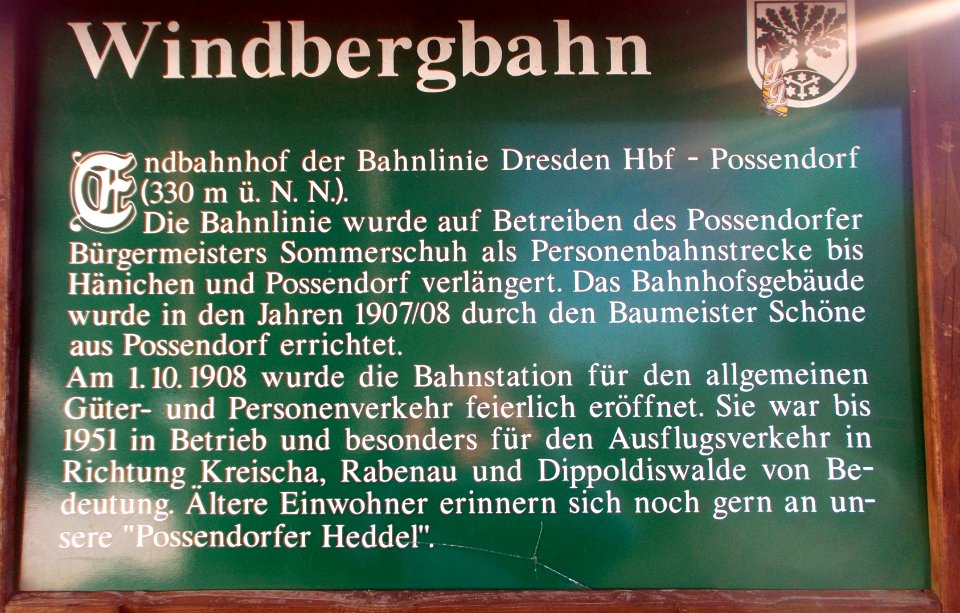 Windbergbahn
Endbahnhof der Bahnlinie Dresden Hbf - Possendorf
(330 m ü. N. N.).
Die Bahnlinie wurde auf Betreiben des Possendorfer
Bürgermeisters Sommerschuh als Personenbahnstrecke bis
Hänichen und Possendorf verlängert. Das Bahnhofsgebäude
wurde in den Jahren 1907/08 durch den Baumeister Schöne
aus Possendorf errichtet.
Am 1. 10. 1908 wurde die Bahnstation für den allgemeinen
Güter- und Personenverkehr feierlich eröffnet. Sie war bis
1951 in Betrieb und besonders für den Ausflugsverkehr in
Richtung Kreischa, Rabenau und Dippoldiswalde von Be-
deutung. Ältere Einwohner erinnern sich noch gern an un-
sere "Possendorfer Heddel".